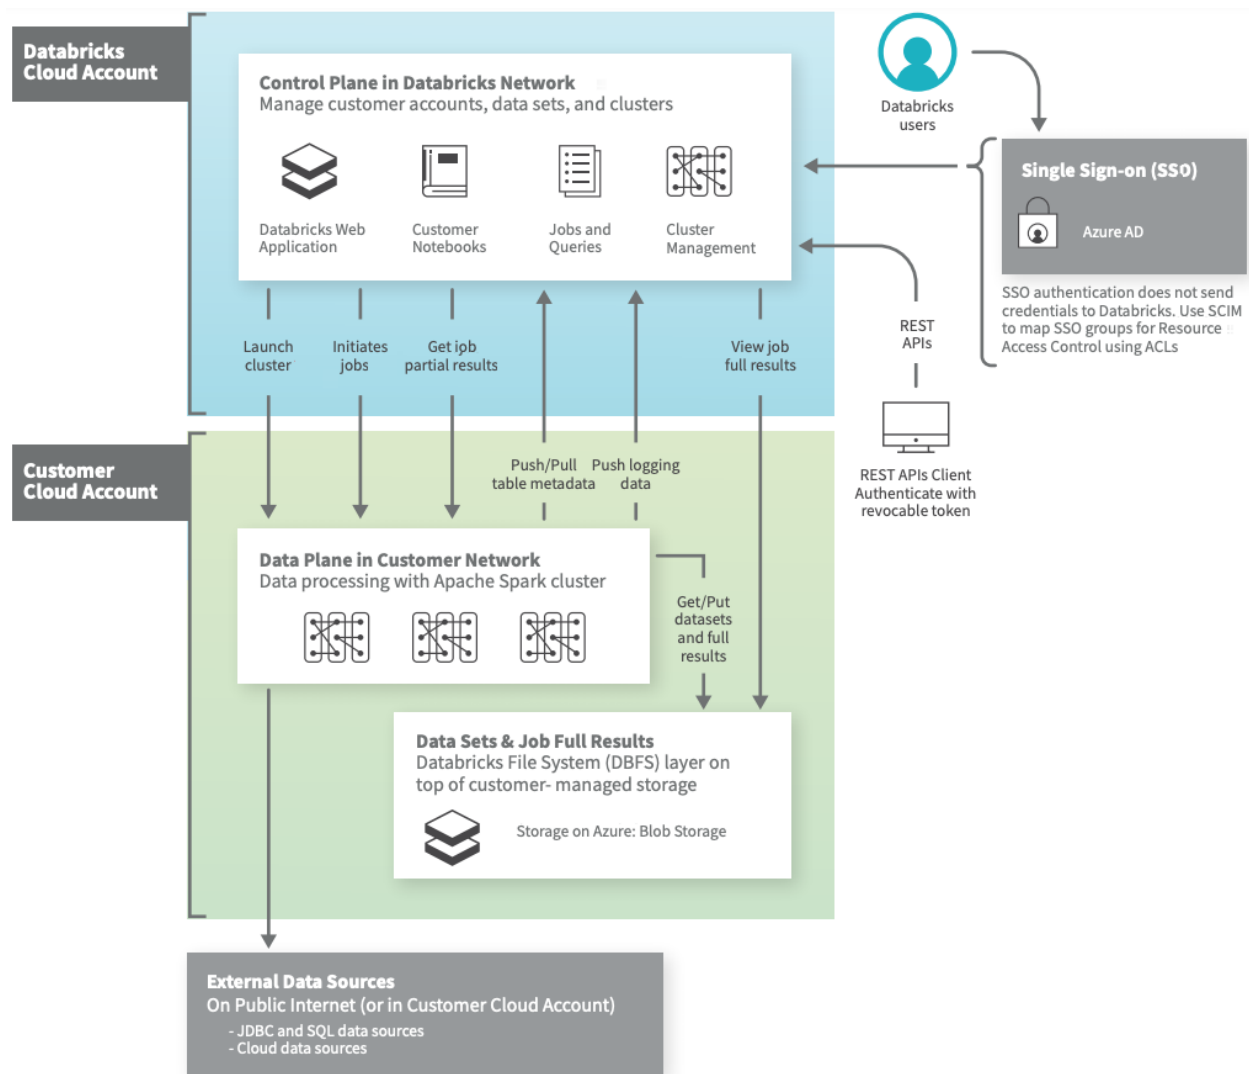 Databricks
Cloud Account
Control Plane in Databricks Network
Manage customer accounts, data sets, and clusters
Databricks Web
Application
Customer
Notebooks
Jobs and
Queries
Cluster
Management
Databricks
users
Single Sign-on (SSO)
Azure AD
SSO authentication does not send
credentials to Databricks. Use SCIM
to map SSO groups for Resource
Access Control using ACLs
Launch
cluster
Initiates
jobs
Get job
partial results
View job
full results
REST
APIs
REST APIs Client
Authenticate with
revocable token
Customer
Cloud Account
Push/Pull
table metadata
Push logging
data
Data Plane in Customer Network
Data processing with Apache Spark cluster
Get/Put
datasets
and full
results
Data Sets & Job Full Results
Databricks File System (DBFS) layer on
top of customer- managed storage
Storage on Azure: Blob Storage
External Data Sources
On Public Internet (or in Customer Cloud Account)
- JDBC and SQL data sources
- Cloud data sources